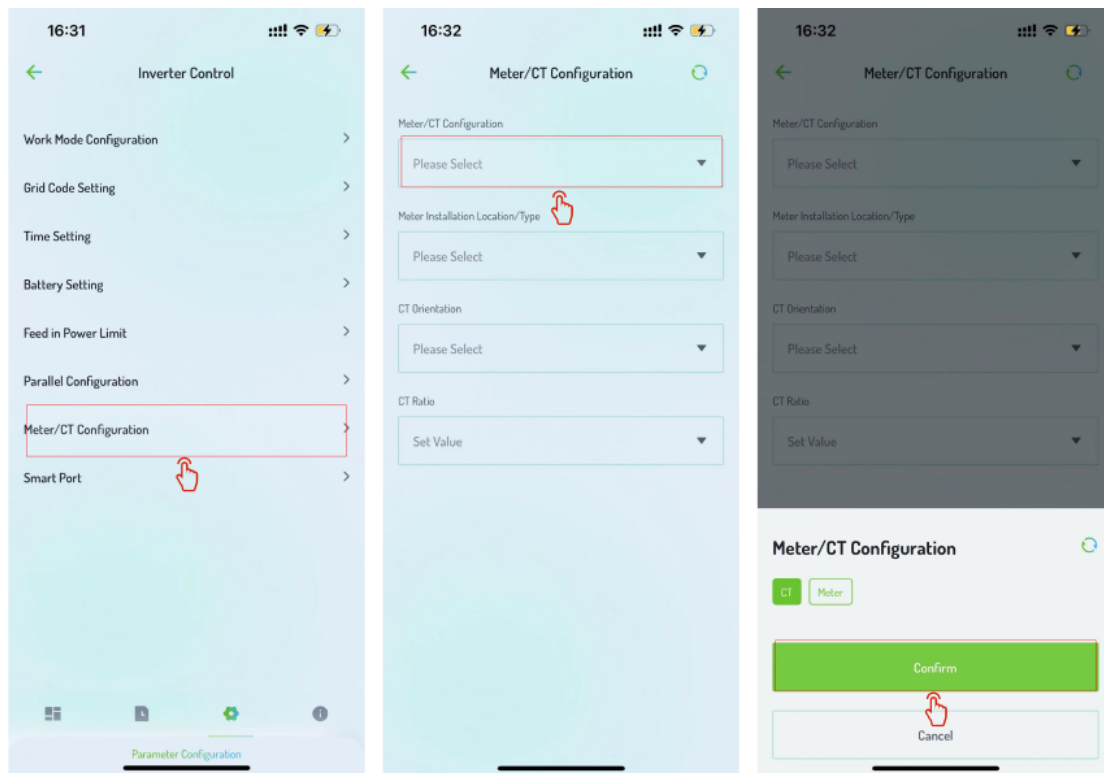 16:31
Inverter Control
Work Mode Configuration
Grid Code Setting
Time Setting
Battery Setting
Feed in Power Limit
Parallel Configuration
Meter/CT Configuration
Smart Port
Parameter Configuration
16:32
Meter/CT Configuration
Meter/CT Configuration
Please Select
Meter Installation Location/Type
Please Select
CT Orientation
Please Select
CT Ratio
Set Value
16:32
Meter/CT Configuration
Meter/CT Configuration
Please Select
Meter Installation Location/Type
Please Select
CT Orientation
Please Select
CT Ratio
Set Value
Meter/CT Configuration
CT Meter
Confirm
Cancel